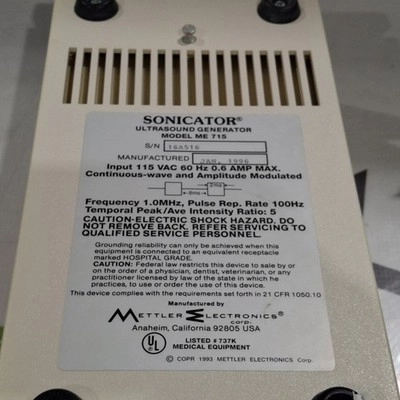 SONICATOR®
ULTRASOUND GENERATOR
MODEL ME 715
S/N 16A516
MANUFACTURED JAN. 1996
Input 115 VAC 60 Hz 0.6 AMP MAX.
Continuous-wave and Amplitude Modulated
2ms
Frequency 1.0MHz, Pulse Rep. Rate 100Hz
Temporal Peak/Ave Intensity Ratio: 5
CAUTION-ELECTRIC SHOCK HAZARD. DO
NOT REMOVE BACK. REFER SERVICING TO
QUALIFIED SERVICE PERSONNEL.
Grounding reliability can only be achieved when this
equipment is connected to an equivalent receptacle
marked HOSPITAL GRADE.
CAUTION: Federal law restricts this device to sale by or
on the order of a physician, dentist, veterinarian, or any
practitioner licensed by law of the state in which he
practices, to use or order the use of this device.
This device complies with the requirements set forth in 21 CFR 1050.10
Manufactured by
METTLER ELECTRONICS
corp.
Anaheim, California 92805 USA
UL
LISTED # 737K
MEDICAL EQUIPMENT
© COPR 1993 METTLER ELECTRONICS Corp.